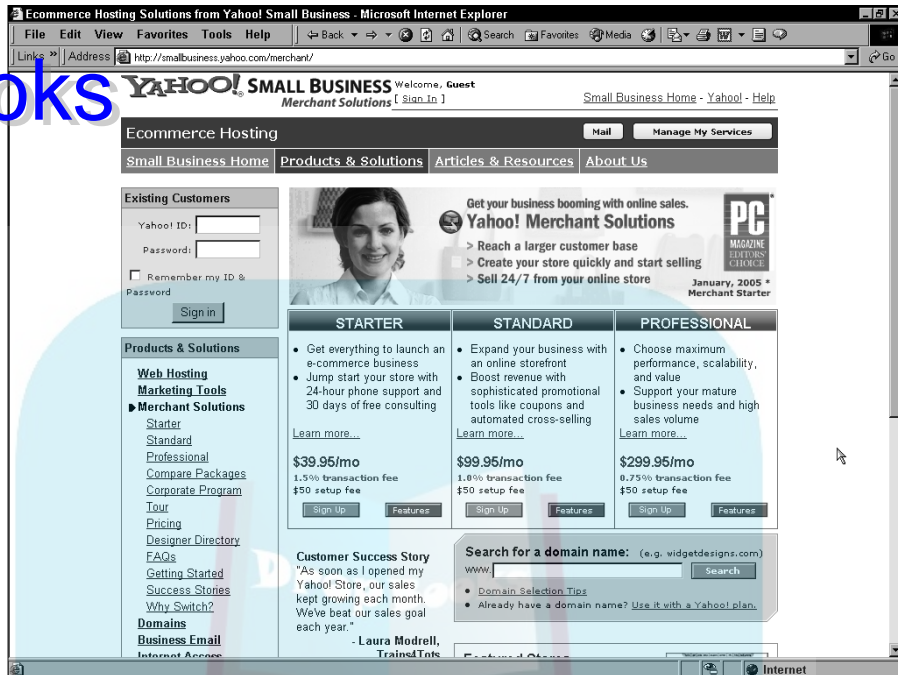 Ecommerce Hosting Solutions from Yahoo! Small Business - Microsoft Internet Explorer
File Edit View Favorites Tools Help
Back Search Favorites Media
Links » Address http://smallbusiness.yahoo.com/merchant/ Go
oks
YAHOO! SMALL BUSINESS Welcome, Guest
Merchant Solutions [ Sign In ]
Small Business Home - Yahoo! - Help
Ecommerce Hosting
Mail Manage My Services
Small Business Home Products & Solutions Articles & Resources About Us
Existing Customers
Yahoo! ID:
Password:
Remember my ID &
Password
Sign in
Get your business booming with online sales.
Yahoo! Merchant Solutions
> Reach a larger customer base
> Create your store quickly and start selling
> Sell 24/7 from your online store
PC
MAGAZINE
EDITORS'
CHOICE
*
January, 2005 *
Merchant Starter
Products & Solutions
Web Hosting
Marketing Tools
Merchant Solutions
Starter
Standard
Professional
Compare Packages
Corporate Program
Tour
Pricing
Designer Directory
FAQs
Getting Started
Success Stories
Why Switch?
Domains
Business Email
Internet Access
STARTER
• Get everything to launch an
e-commerce business
• Jump start your store with
24-hour phone support and
30 days of free consulting
Learn more...
$39.95/mo
1.5% transaction fee
$50 setup fee
Sign Up Features
STANDARD
• Expand your business with
an online storefront
• Boost revenue with
sophisticated promotional
tools like coupons and
automated cross-selling
Learn more...
$99.95/mo
1.0% transaction fee
$50 setup fee
Sign Up Features
PROFESSIONAL
• Choose maximum
performance, scalability,
and value
• Support your mature
business needs and high
sales volume
Learn more...
$299.95/mo
0.75% transaction fee
$50 setup fee
Sign Up Features
Customer Success Story
"As soon as I opened my
Yahoo! Store, our sales
kept growing each month.
We've beat our sales goal
each year."
- Laura Modrell,
Trains4Tots
Search for a domain name: (e.g. widgetdesigns.com)
www. Search
• Domain Selection Tips
• Already have a domain name? Use it with a Yahoo! plan.
Featured Stores
Internet